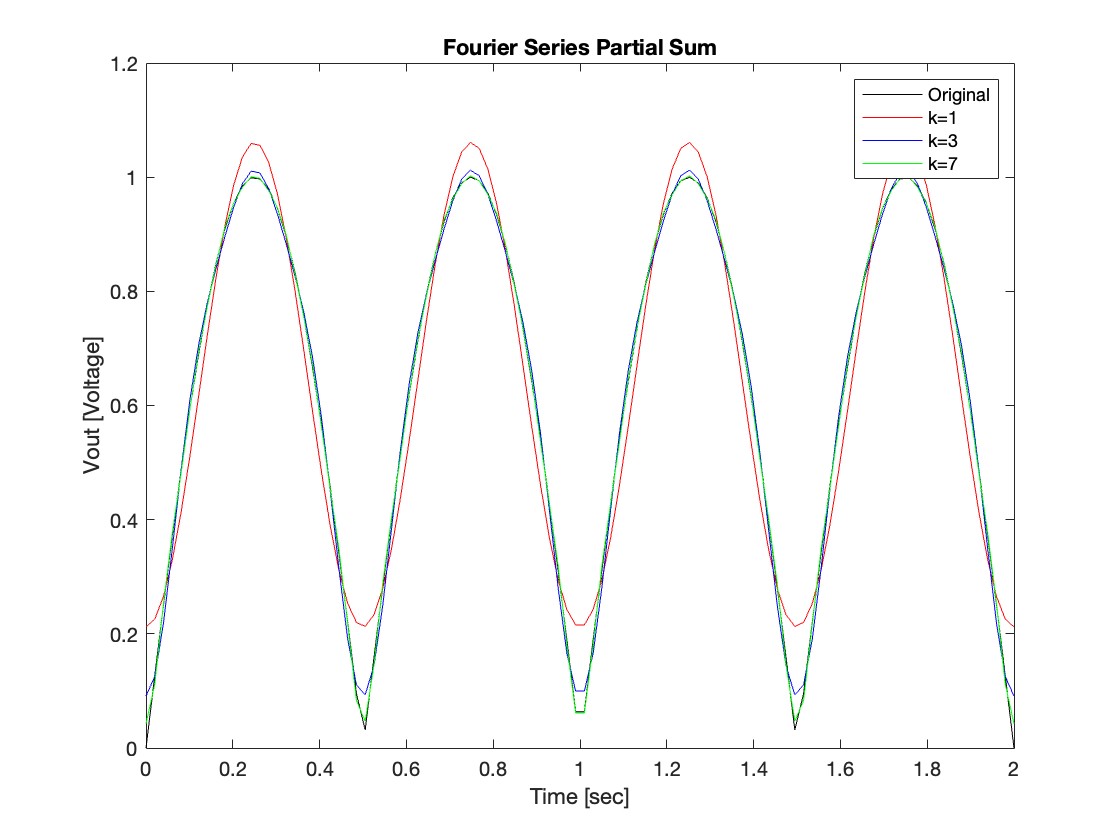 Fourier Series Partial Sum
1.2
1
0.8
0.6
0.4
0.2
0
Vout [Voltage]
Original
k=1
k=3
k=7
0 0.2 0.4 0.6 0.8 1 1.2 1.4 1.6 1.8 2
Time [sec]